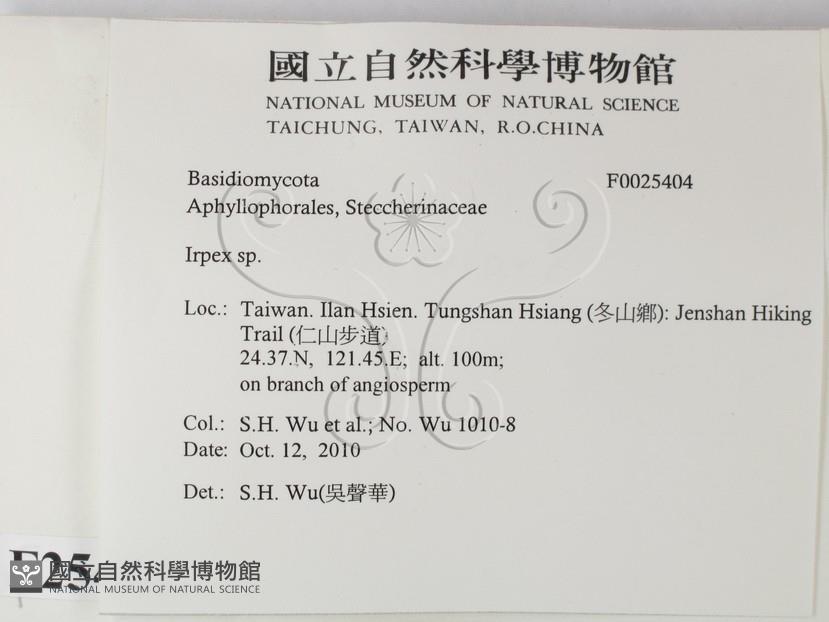 國立自然科學博物館
NATIONAL MUSEUM OF NATURAL SCIENCE
TAICHUNG, TAIWAN, R.O.CHINA
Basidiomycota F0025404
Aphyllophorales, Steccherinaceae
Irpex sp.
Loc.: Taiwan. Ilan Hsien. Tungshan Hsiang (冬山鄉): Jenshan Hiking
Trail (仁山步道)
24.37.N, 121.45.E; alt. 100m;
on branch of angiosperm
Col.: S.H. Wu et al.; No. Wu 1010-8
Date: Oct. 12, 2010
Det.: S.H. Wu(吳聲華)
國立自然科學博物館
NATIONAL MUSEUM OF NATURAL SCIENCE